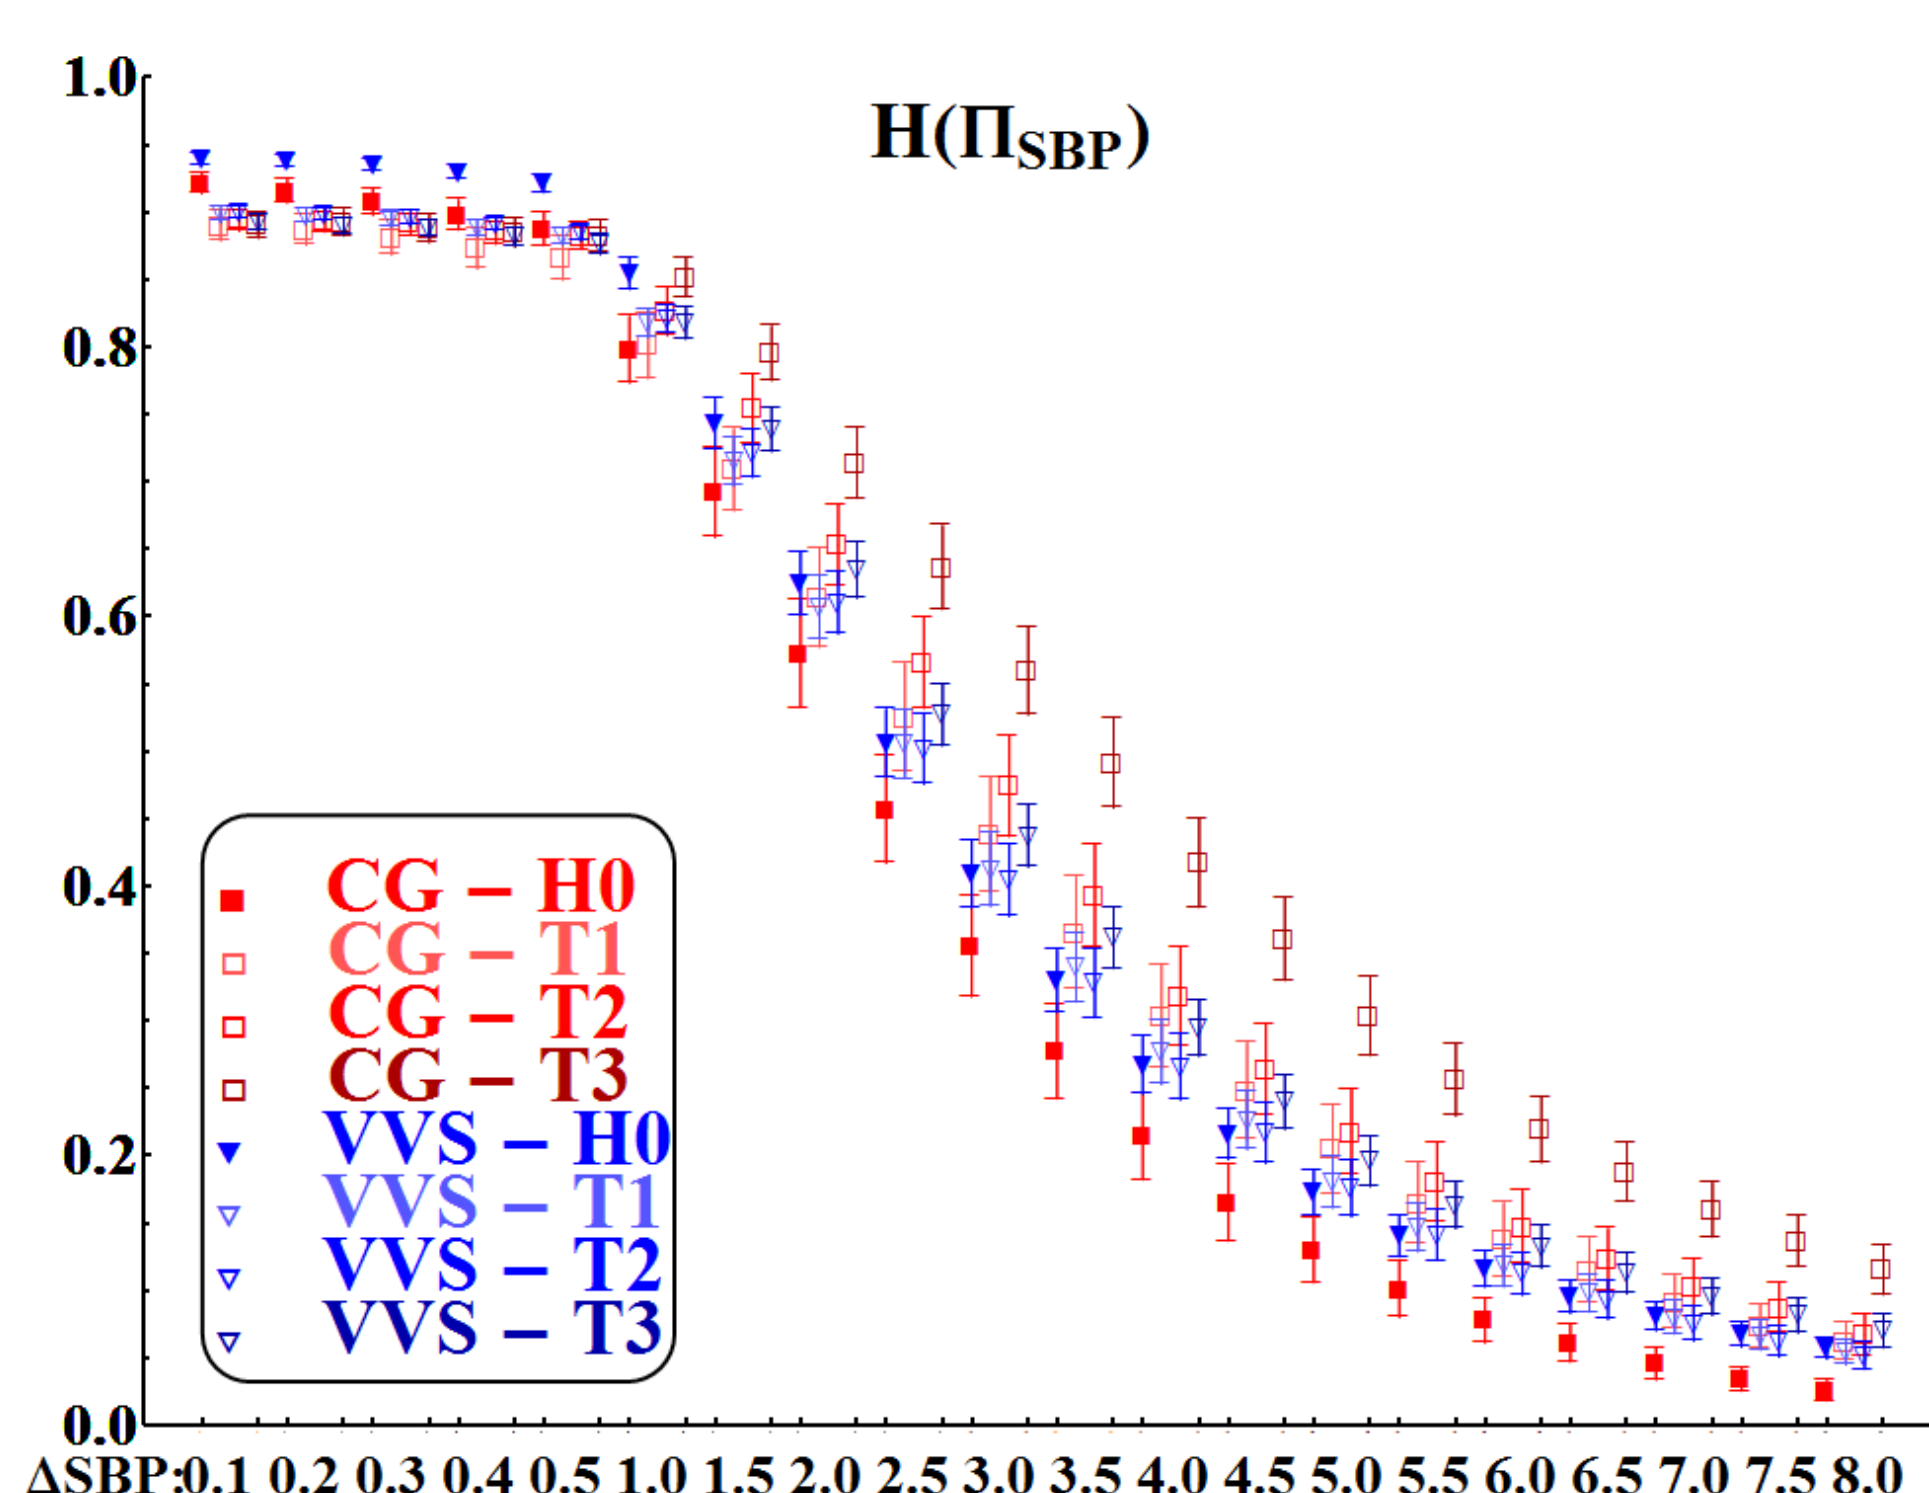 H(Π_SBP)
1.0
0.8
0.6
0.4
0.2
0.0
CG – H0
CG – T1
CG – T2
CG – T3
VVS – H0
VVS – T1
VVS – T2
VVS – T3
ΔSBP:0.1 0.2 0.3 0.4 0.5 1.0 1.5 2.0 2.5 3.0 3.5 4.0 4.5 5.0 5.5 6.0 6.5 7.0 7.5 8.0